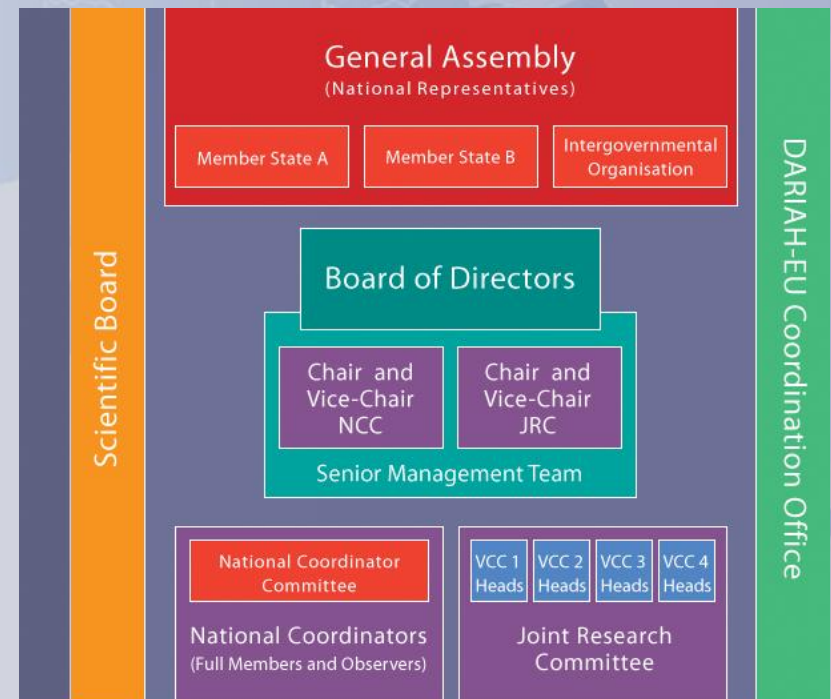 General Assembly
(National Representatives)
Member State A
Member State B
Intergovernmental
Organisation
Scientific Board
DARIAH-EU Coordination Office
Board of Directors
Chair and
Vice-Chair
NCC
Chair and
Vice-Chair
JRC
Senior Management Team
National Coordinator
Committee
National Coordinators
(Full Members and Observers)
VCC 1
Heads
VCC 2
Heads
VCC 3
Heads
VCC 4
Heads
Joint Research
Committee